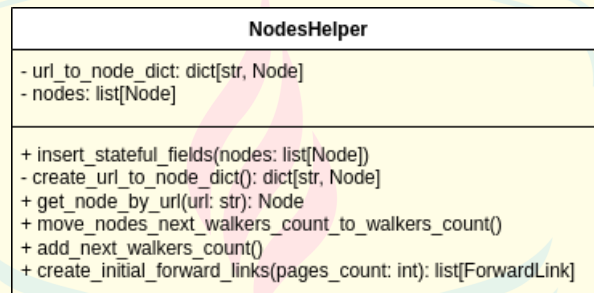 NodesHelper
- url_to_node_dict: dict[str, Node]
- nodes: list[Node]
+ insert_stateful_fields(nodes: list[Node])
- create_url_to_node_dict(): dict[str, Node]
+ get_node_by_url(url: str): Node
+ move_nodes_next_walkers_count_to_walkers_count()
+ add_next_walkers_count()
+ create_initial_forward_links(pages_count: int): list[ForwardLink]